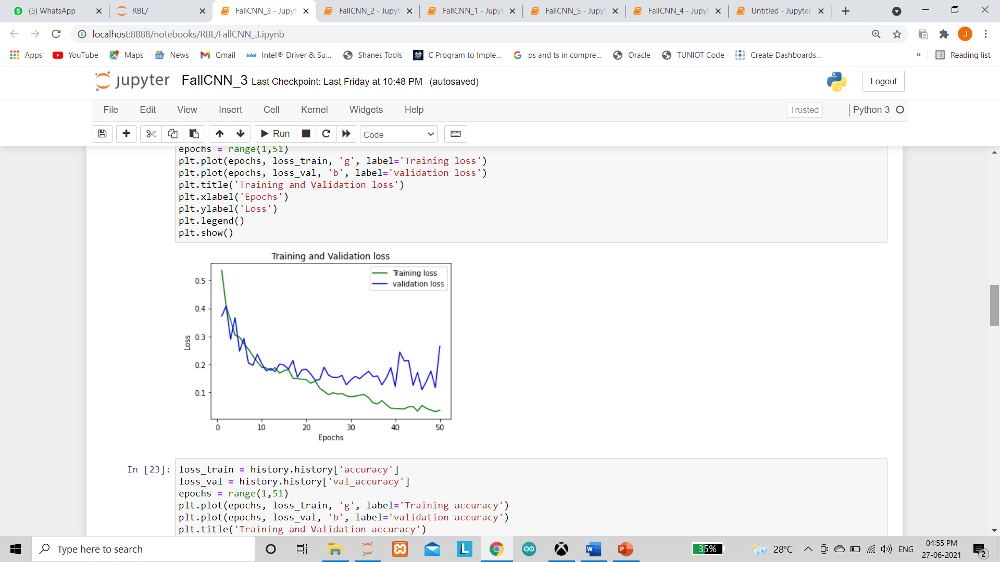 (5) WhatsApp
RBL/
FallCNN_3 - Jupyt
FallCNN_2 - Jupyt
FallCNN_1 - Jupyt
FallCNN_5 - Jupyt
FallCNN_4 - Jupyt
Untitled - Jupyter
localhost:8888/notebooks/RBL/FallCNN_3.ipynb
J
Apps
YouTube
Maps
News
Gmail
intel Intel® Driver & Su...
Shanes Tools
C Program to Imple...
ps and ts in compre...
Oracle
TUNIOT Code
Create Dashboards...
»
Reading list
jupyter FallCNN_3 Last Checkpoint: Last Friday at 10:48 PM (autosaved)
Logout
File Edit View Insert Cell Kernel Widgets Help
Trusted
Python 3
Run
Code
epochs = range(1,51)
plt.plot(epochs, loss_train, 'g', label='Training loss')
plt.plot(epochs, loss_val, 'b', label='validation loss')
plt.title('Training and Validation loss')
plt.xlabel('Epochs')
plt.ylabel('Loss')
plt.legend()
plt.show()
Training and Validation loss
Training loss
validation loss
0.5
0.4
0.3
0.2
0.1
Loss
0 10 20 30 40 50
Epochs
In [23]:
loss_train = history.history['accuracy']
loss_val = history.history['val_accuracy']
epochs = range(1,51)
plt.plot(epochs, loss_train, 'g', label='Training accuracy')
plt.plot(epochs, loss_val, 'b', label='validation accuracy')
plt.title('Training and Validation accuracy')
Type here to search
L
35%
28°C
ENG
04:55 PM
27-06-2021
2